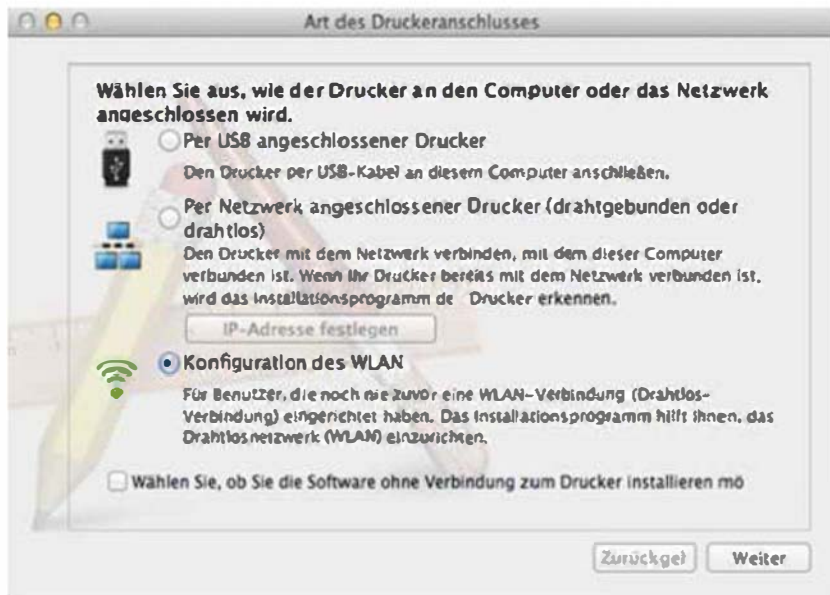 Art des Druckeranschlusses
Wählen Sie aus, wie der Drucker an den Computer oder das Netzwerk
angeschlossen wird.
Per USB angeschlossener Drucker
Den Drucker per USB-Kabel an diesem Computer anschließen.
Per Netzwerk angeschlossener Drucker (drahtgebunden oder
drahtlos)
Den Drucker mit dem Netzwerk verbinden, mit dem dieser Computer
verbunden ist. Wenn Ihr Drucker bereits mit dem Netzwerk verbunden ist,
wird das Installationsprogramm de Drucker erkennen.
IP-Adresse festlegen
Konfiguration des WLAN
Für Benutzer, die noch nie zuvor eine WLAN-Verbindung (Drahtlos-
Verbindung) eingerichtet haben. Das Installationsprogramm hilft Ihnen, das
Drahtlosnetzwerk (WLAN) einzurichten.
Wählen Sie, ob Sie die Software ohne Verbindung zum Drucker installieren mö
Zurückgel
Weiter